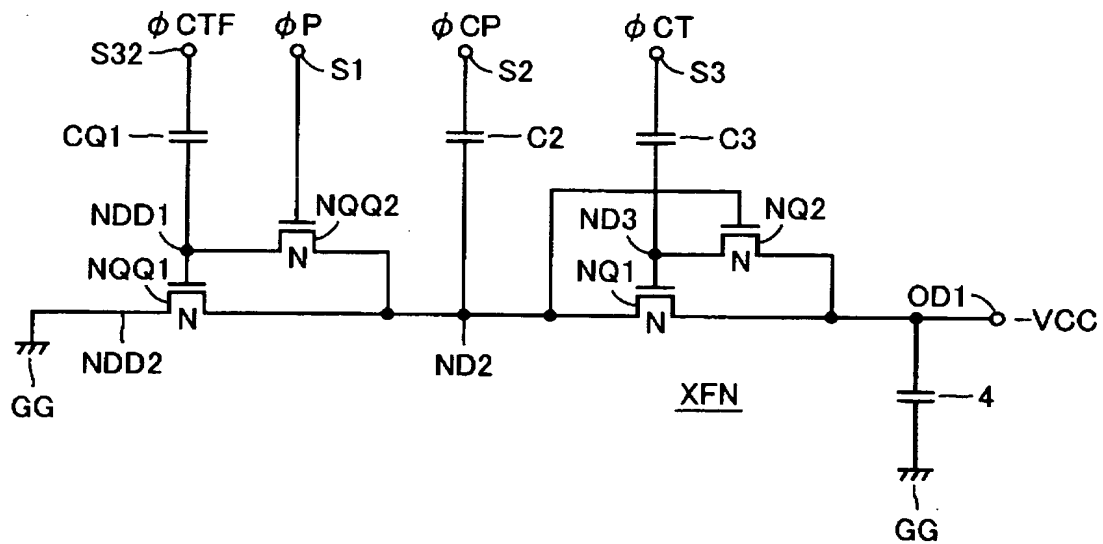 φCTF φP φCP φCT
S32 S1 S2 S3
CQ1 C2 C3
NDD1 NQQ2 ND3 NQ2
NQQ1 NQ1 OD1
N N N N -VCC
NDD2 ND2
GG XFN 4
GG